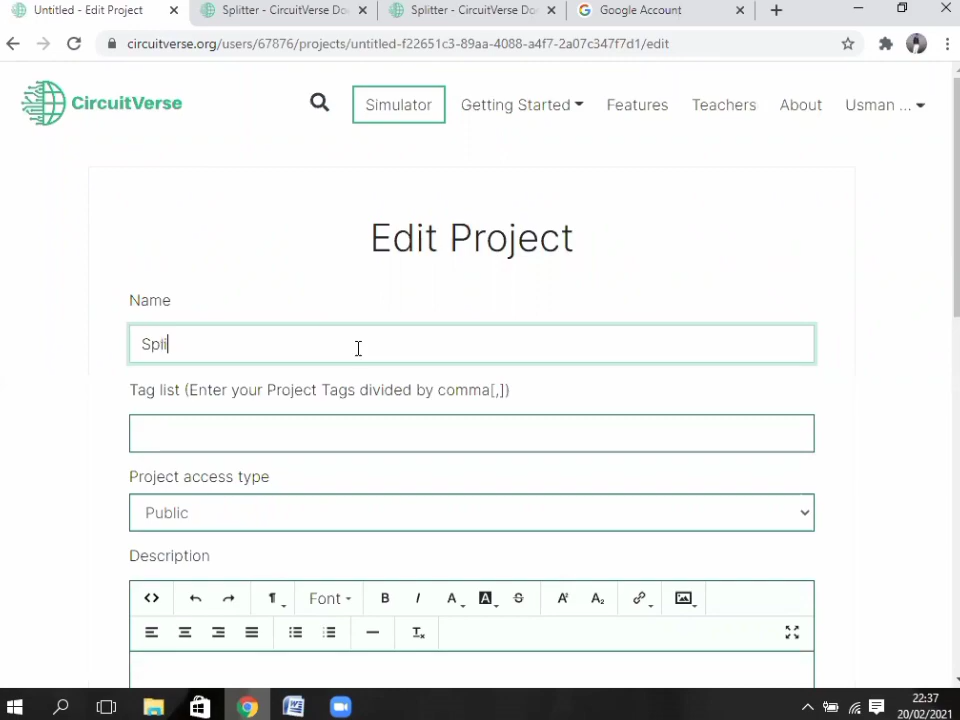 Untitled - Edit Project
Splitter - CircuitVerse Do
Splitter - CircuitVerse Do
Google Account
circuitverse.org/users/67876/projects/untitled-f22651c3-89aa-4088-a4f7-2a07c347f7d1/edit
CircuitVerse
Simulator
Getting Started
Features
Teachers
About
Usman ...
Edit Project
Name
Spli
Tag list (Enter your Project Tags divided by comma[,])
Project access type
Public
Description
Font
22:37
20/02/2021